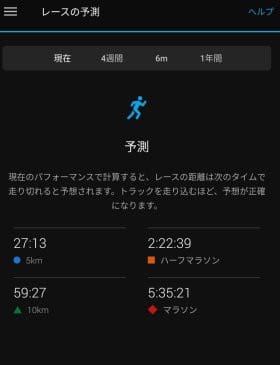 レースの予測
ヘルプ
現在
4週間
6m
1年間
予測
現在のパフォーマンスで計算すると、レースの距離は次のタイムで
走り切れると予想されます。トラックを走り込むほど、予想が正確
になります。
27:13
5km
2:22:39
ハーフマラソン
59:27
10km
5:35:21
マラソン